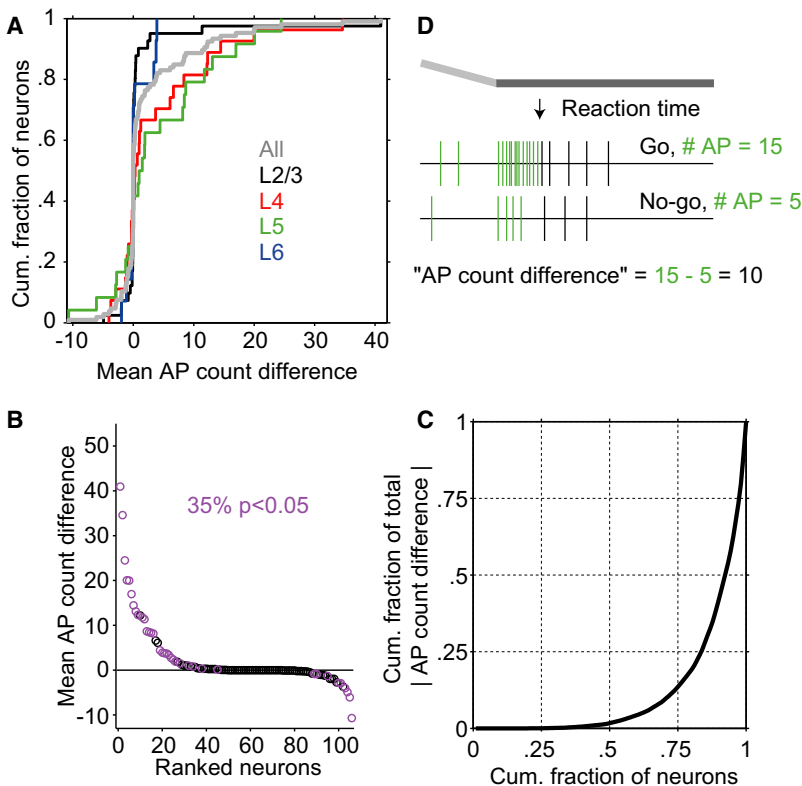 A
1
.8
.6
.4
.2
0
Cum. fraction of neurons
-10 0 10 20 30 40
Mean AP count difference
All
L2/3
L4
L5
L6
D
Reaction time
Go, # AP = 15
No-go, # AP = 5
"AP count difference" = 15 - 5 = 10
B
50
40
30
20
10
0
-10
Mean AP count difference
35% p<0.05
0 20 40 60 80 100
Ranked neurons
C
1
.75
.5
.25
0
Cum. fraction of total
| AP count difference |
0 .25 .5 .75 1
Cum. fraction of neurons